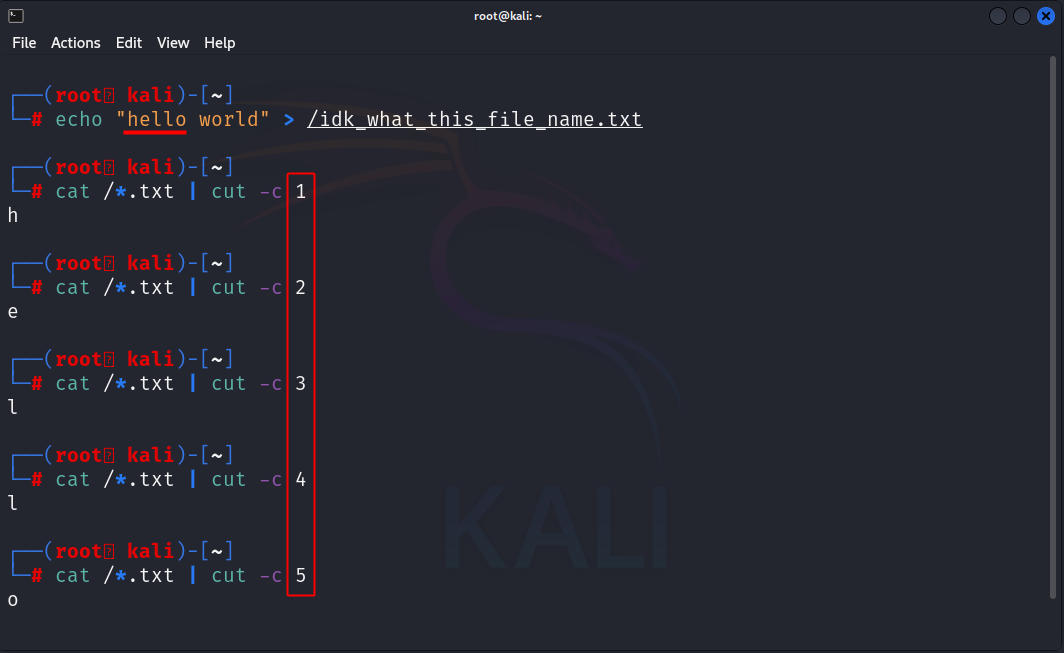 root@kali: ~
File Actions Edit View Help
┌──(root㉿ kali)-[~]
└─# echo "hello world" > /idk_what_this_file_name.txt
┌──(root㉿ kali)-[~]
└─# cat /*.txt | cut -c 1
h
┌──(root㉿ kali)-[~]
└─# cat /*.txt | cut -c 2
e
┌──(root㉿ kali)-[~]
└─# cat /*.txt | cut -c 3
l
┌──(root㉿ kali)-[~]
└─# cat /*.txt | cut -c 4
l
┌──(root㉿ kali)-[~]
└─# cat /*.txt | cut -c 5
o
KALI